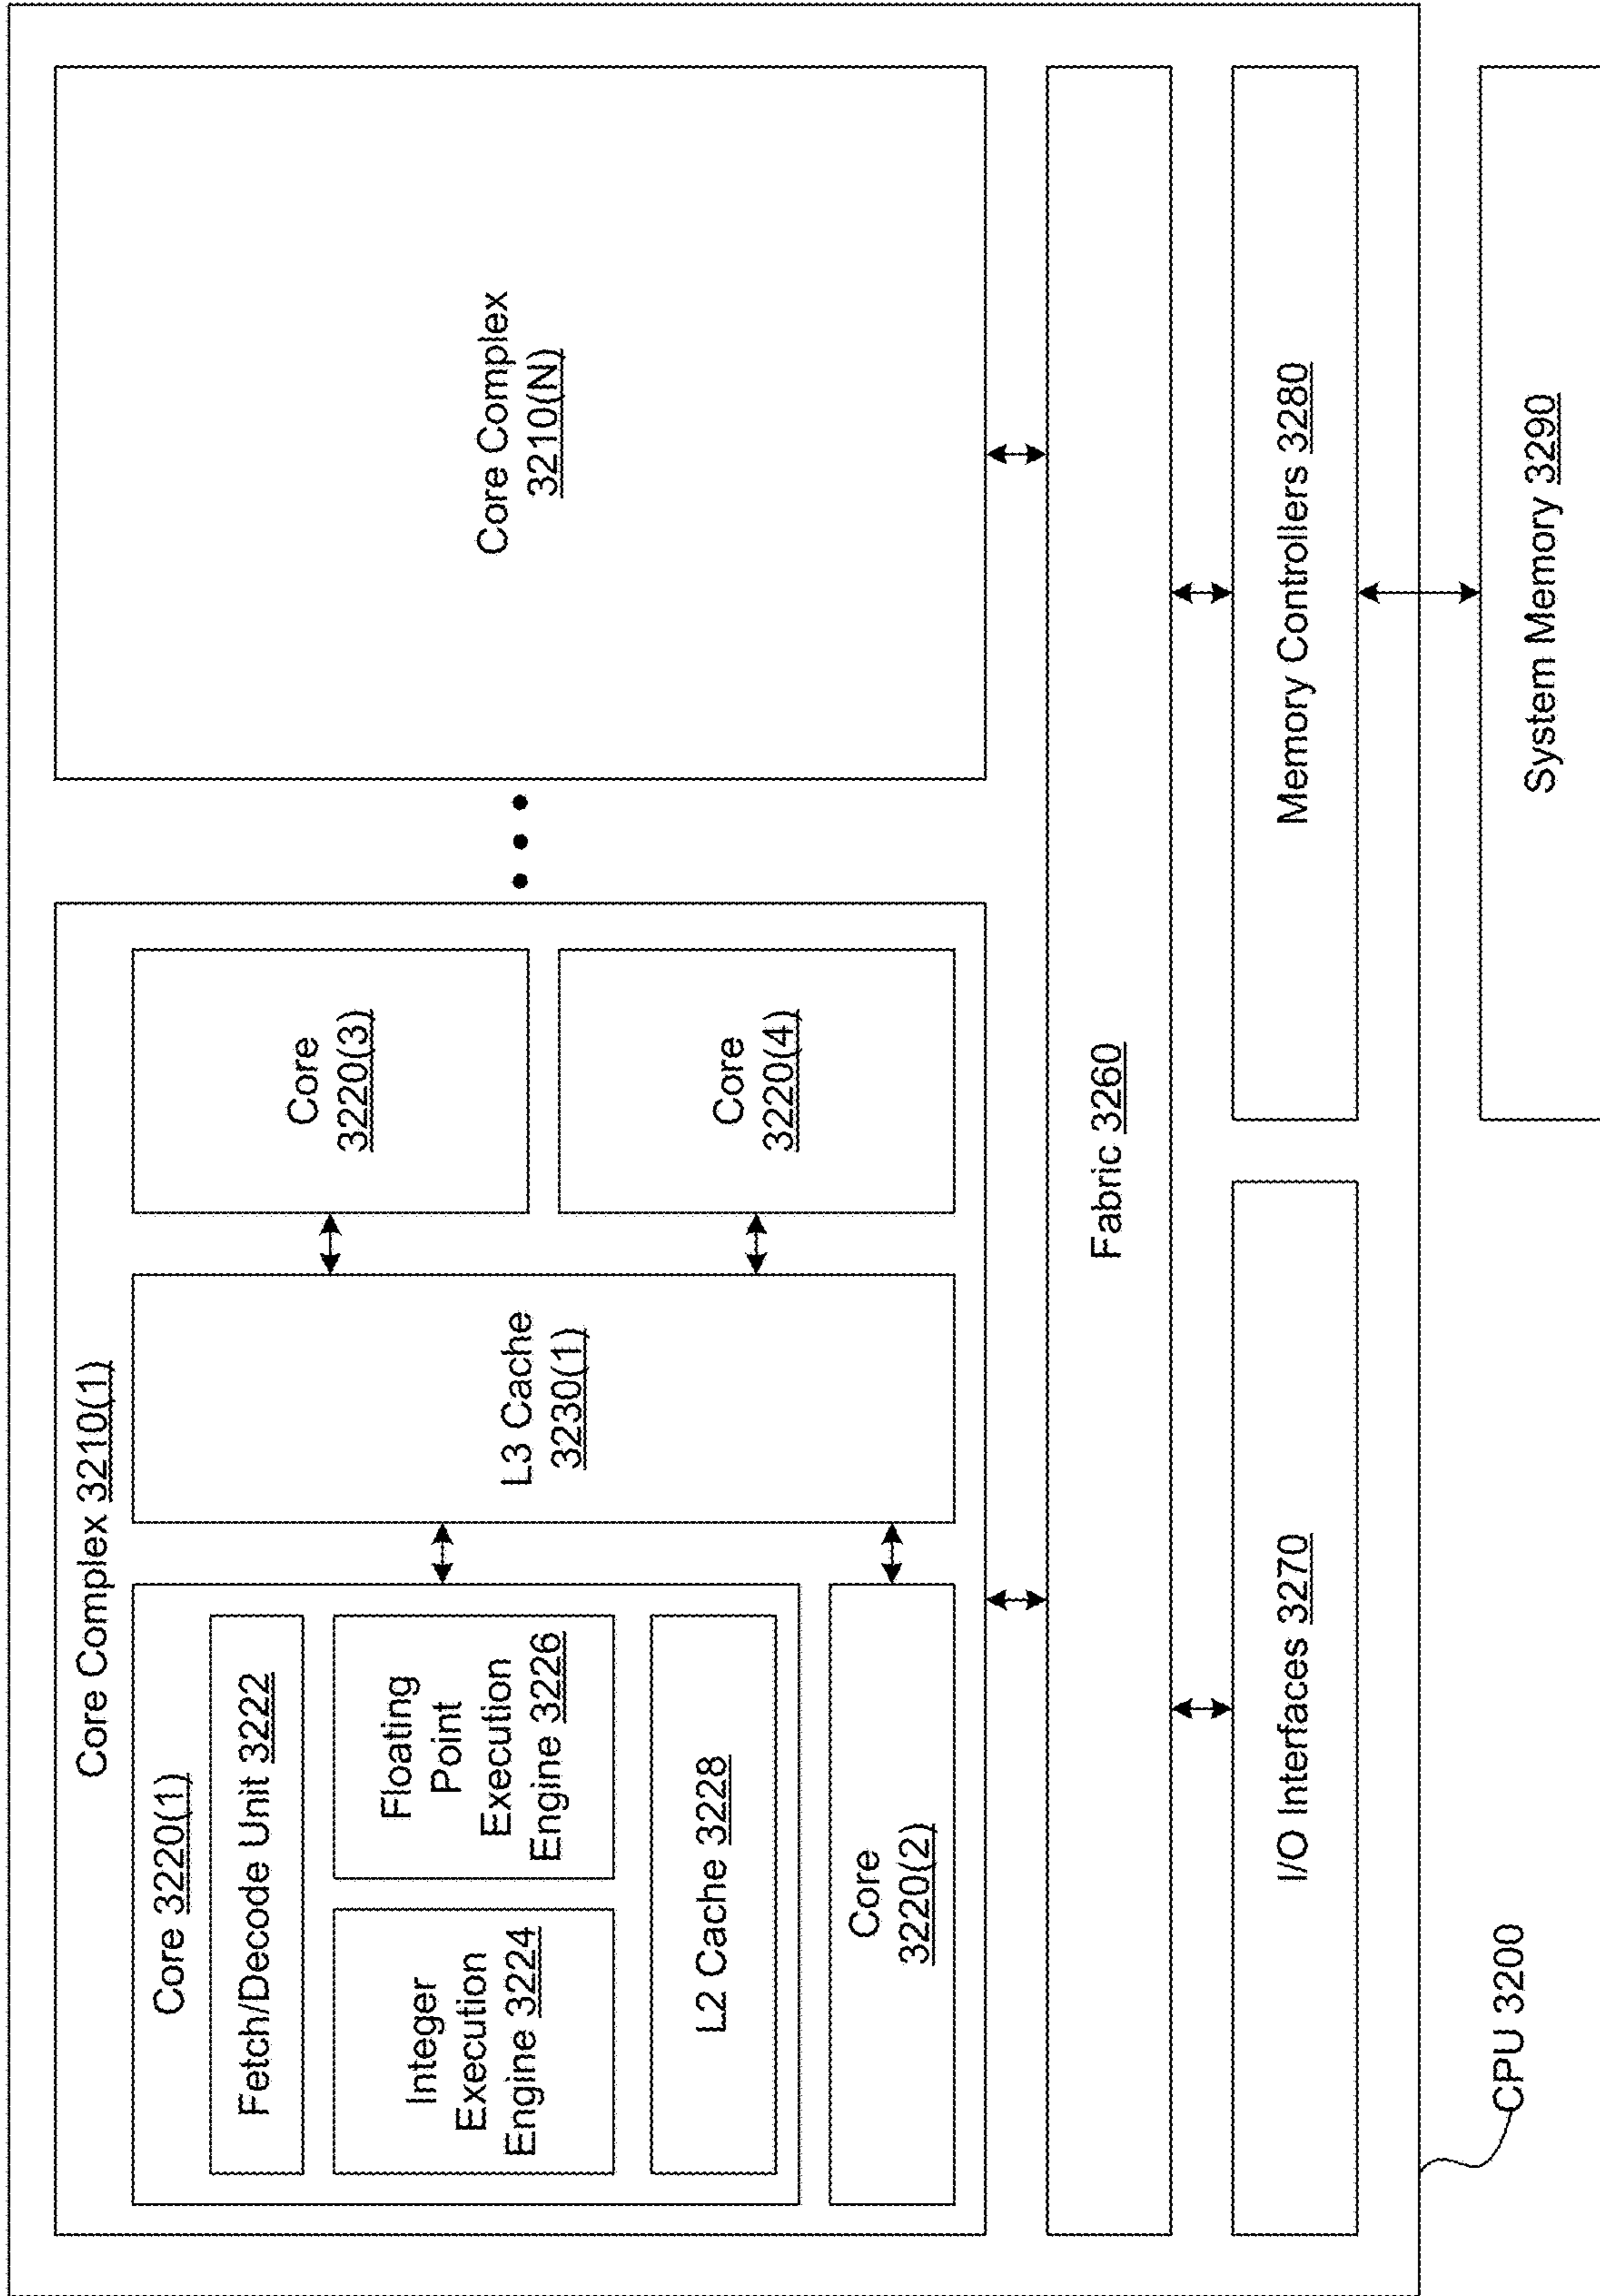 Core Complex 3210(1)
Core 3220(1)
Fetch/Decode Unit 3222
Integer
Execution
Engine 3224
Floating
Point
Execution
Engine 3226
L2 Cache 3228
Core
3220(2)
L3 Cache
3230(1)
Core
3220(3)
Core
3220(4)
Core Complex
3210(N)
Fabric 3260
I/O Interfaces 3270
Memory Controllers 3280
CPU 3200
System Memory 3290